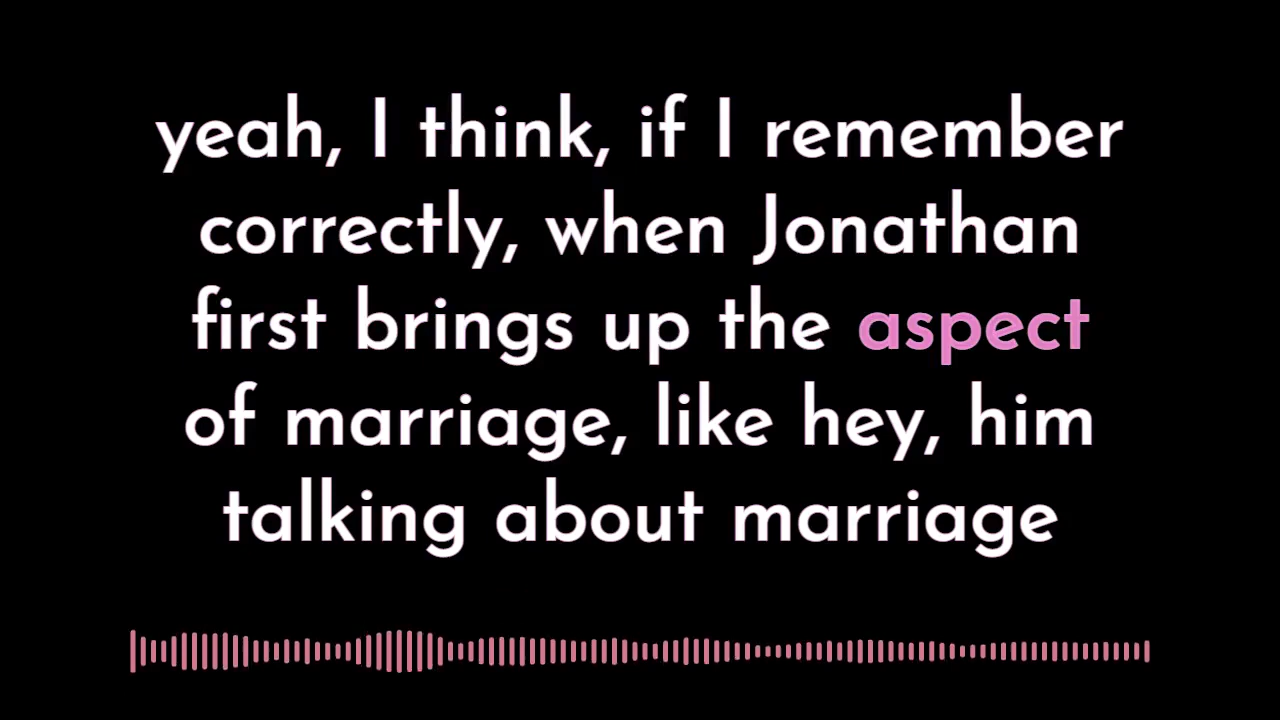 yeah, I think, if I remember
correctly, when Jonathan
first brings up the aspect
of marriage, like hey, him
talking about marriage